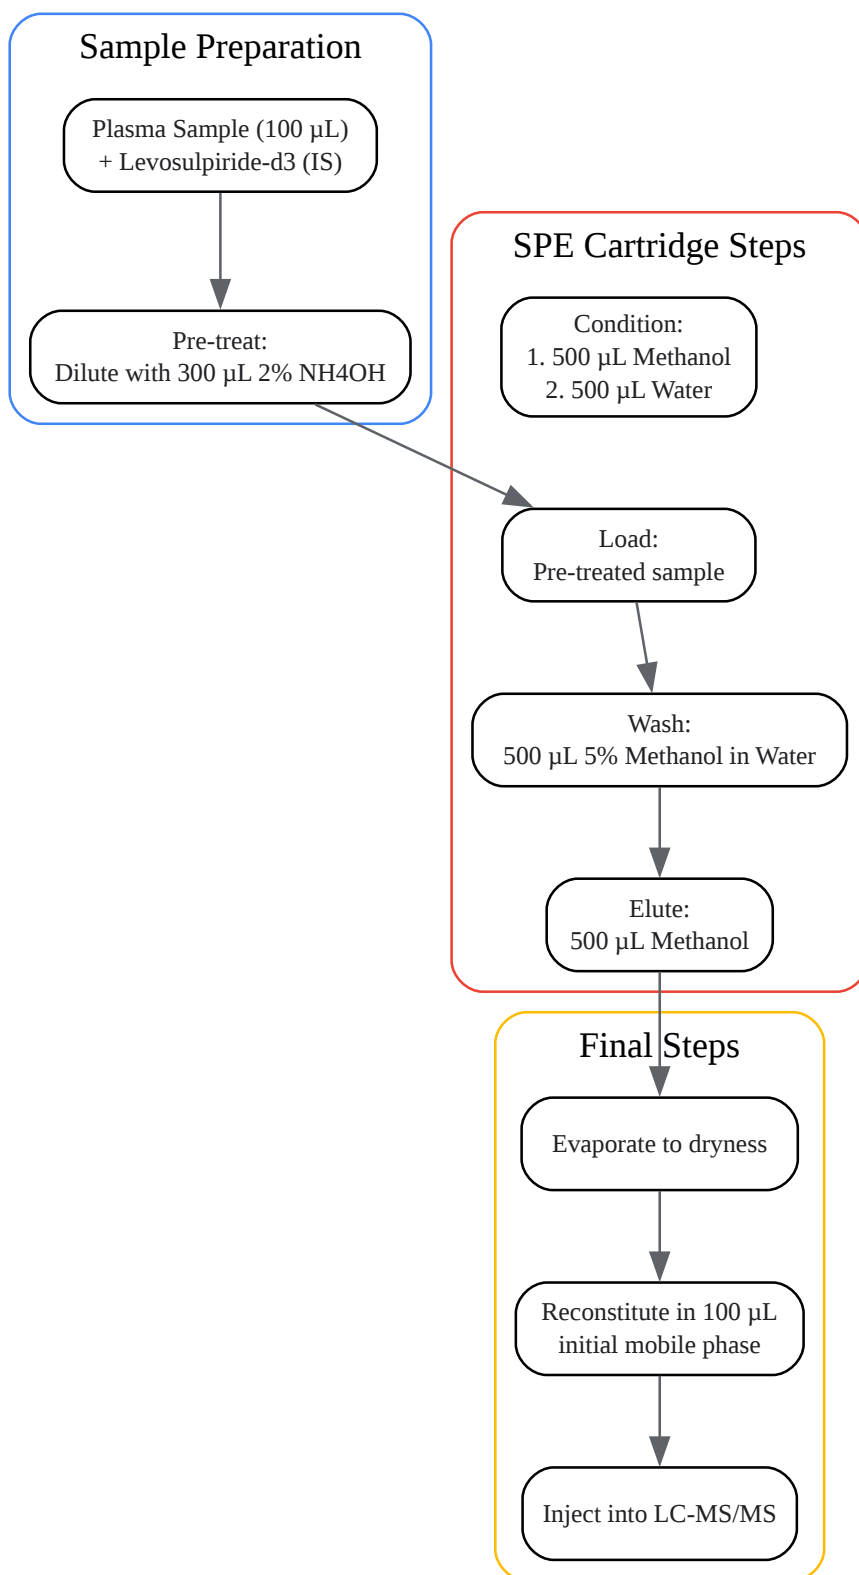 Sample Preparation
Plasma Sample (100 µL)
+ Levosulpiride-d3 (IS)
Pre-treat:
Dilute with 300 µL 2% NH4OH
SPE Cartridge Steps
Condition:
1. 500 µL Methanol
2. 500 µL Water
Load:
Pre-treated sample
Wash:
500 µL 5% Methanol in Water
Elute:
500 µL Methanol
Final Steps
Evaporate to dryness
Reconstitute in 100 µL
initial mobile phase
Inject into LC-MS/MS